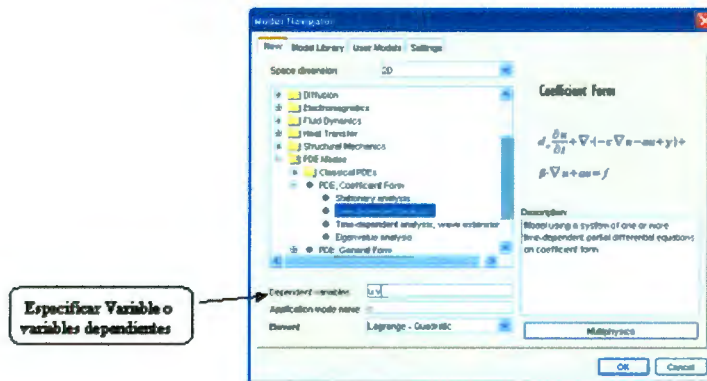 Model Navigator
New Model Library User Models Settings
Space dimension 2D
Diffusion
Electromagnetics
Fluid Dynamics
Heat Transfer
Structural Mechanics
PDE Modes
Classical PDEs
PDE, Coefficient Form
Stationary analysis
Time-dependent analysis, wave extension
Eigenvalue analysis
PDE, General Form
Dependent variables u v
Application mode name
Element Lagrange - Quadratic
Coefficient Form
d_a ∂u/∂t + ∇·(-c∇u-αu+γ)+
β·∇u+au=f
Description
Model using a system of one or more
time-dependent partial differential equations
on coefficient form
Multiphysics
OK Cancel
Especificar Variable o
variables dependientes